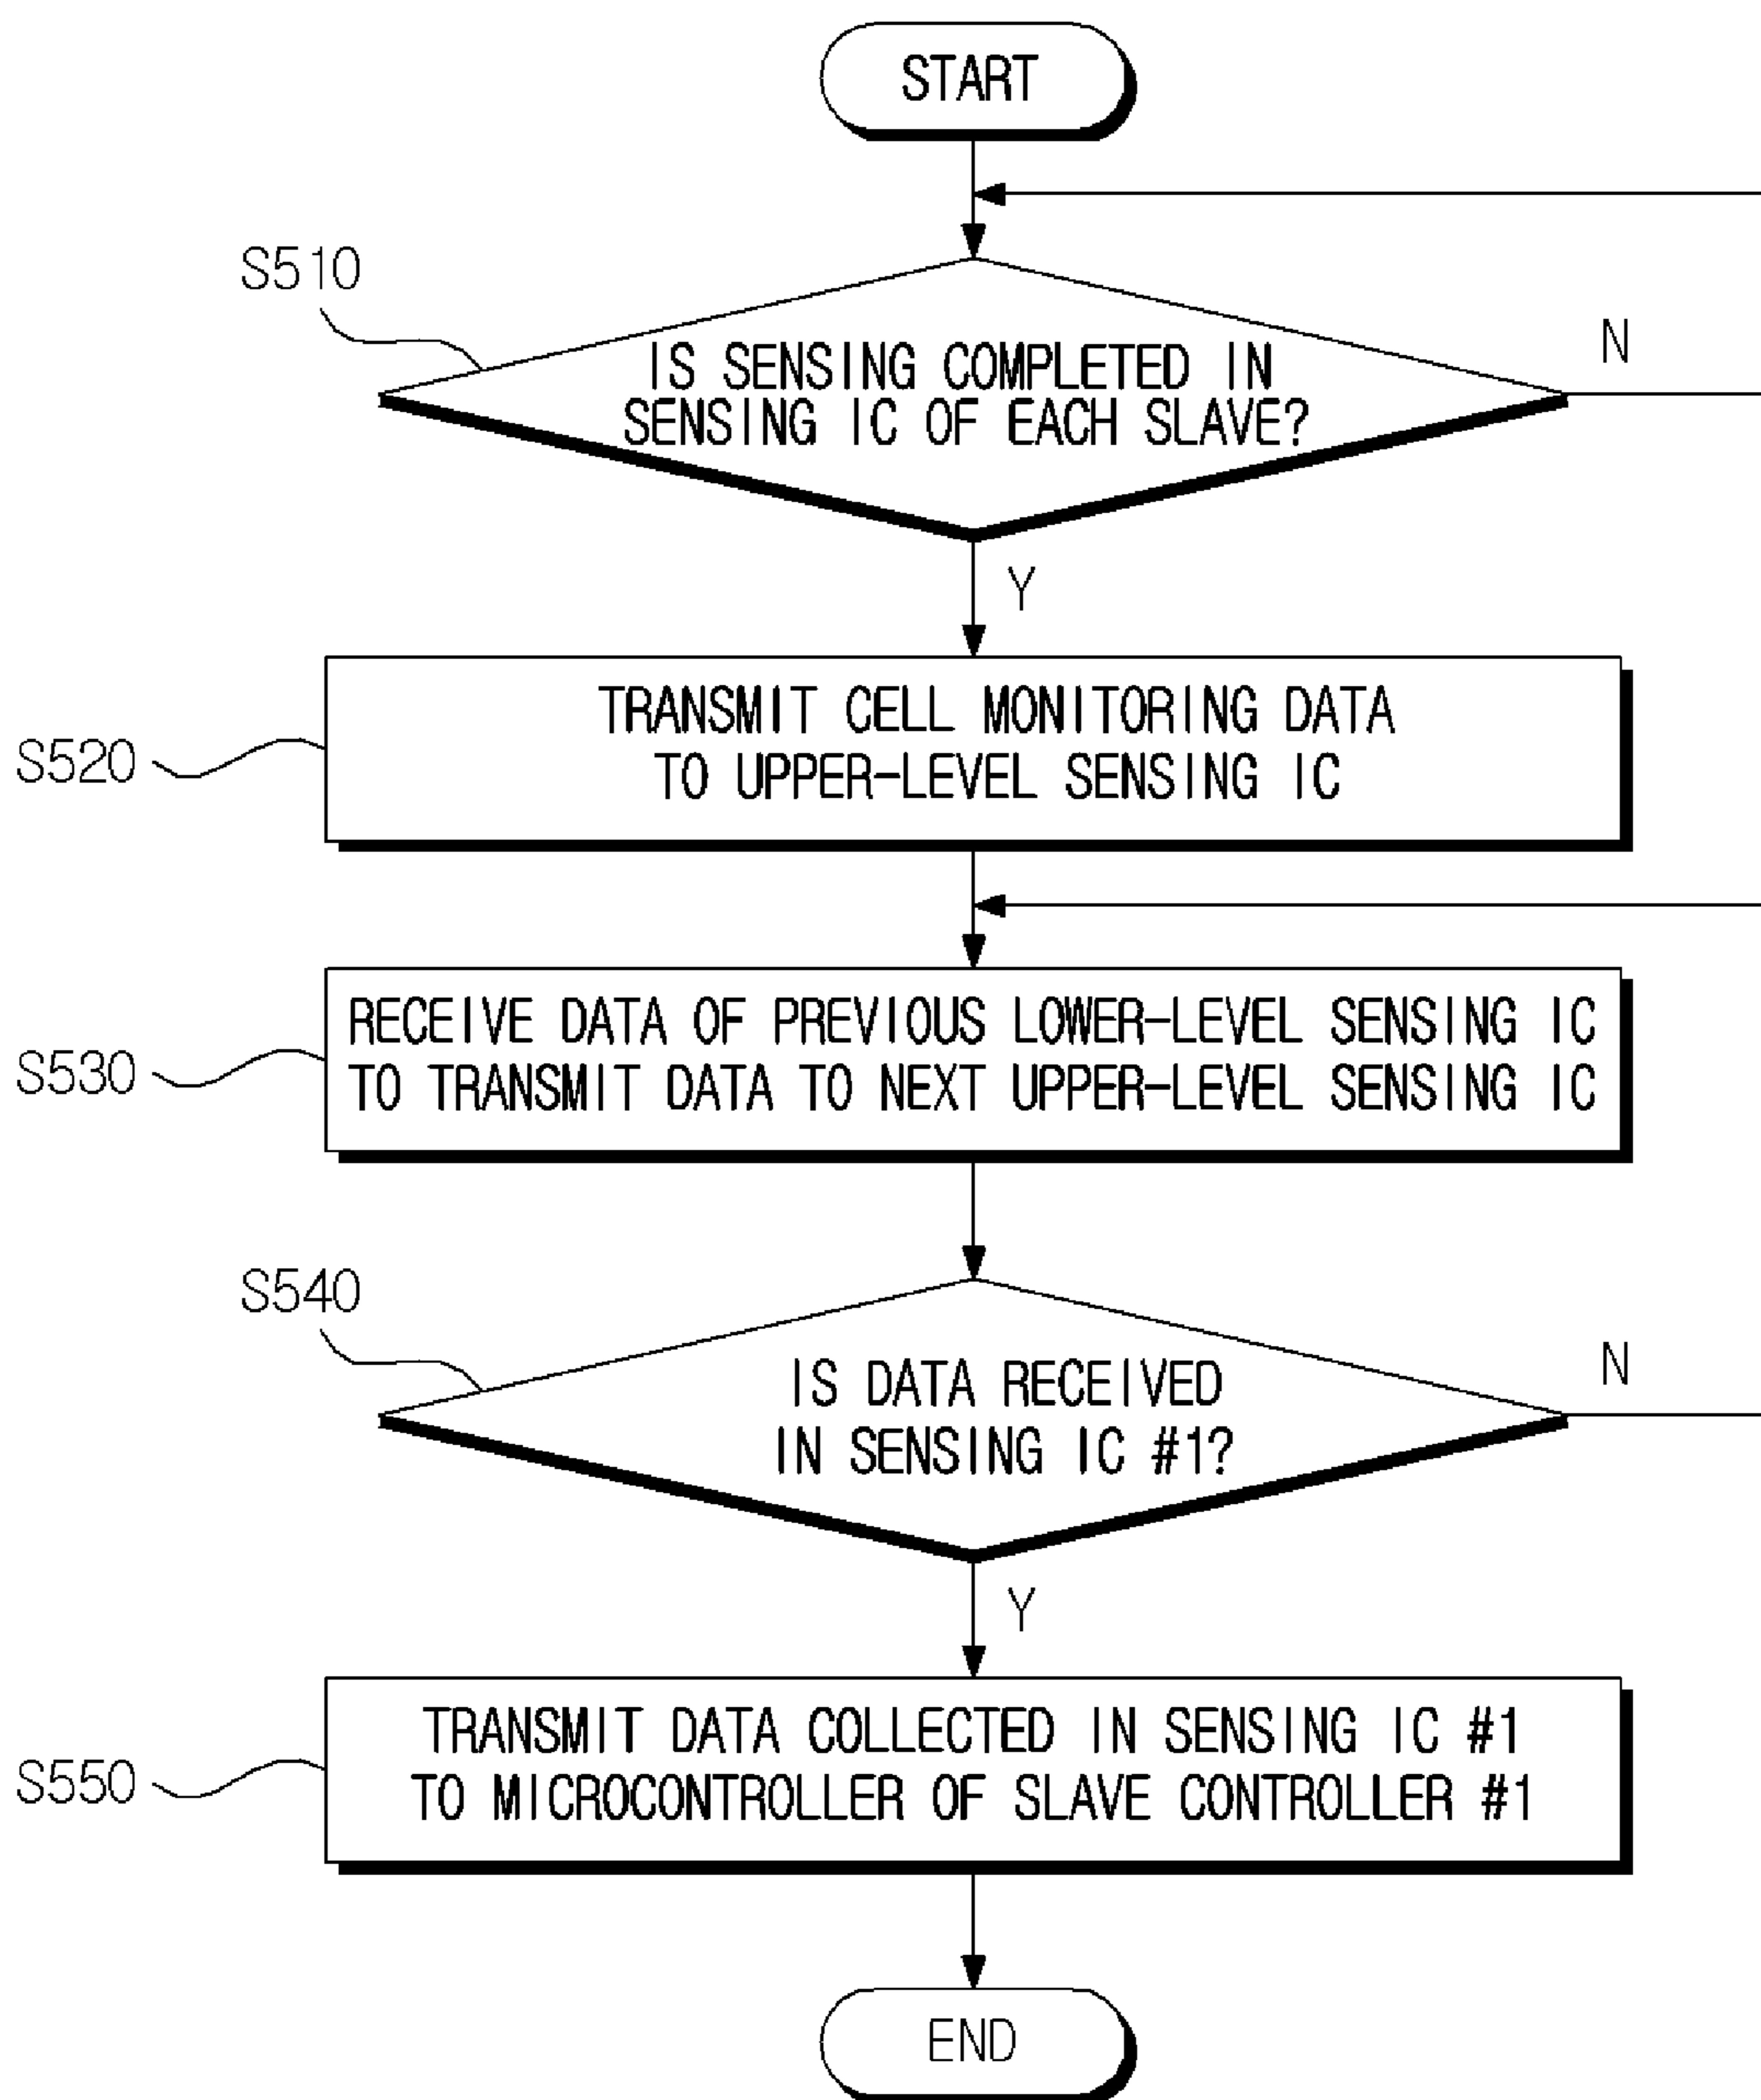 START
S510
IS SENSING COMPLETED IN
SENSING IC OF EACH SLAVE?
N
Y
S520
TRANSMIT CELL MONITORING DATA
TO UPPER-LEVEL SENSING IC
S530
RECEIVE DATA OF PREVIOUS LOWER-LEVEL SENSING IC
TO TRANSMIT DATA TO NEXT UPPER-LEVEL SENSING IC
S540
IS DATA RECEIVED
IN SENSING IC #1?
N
Y
S550
TRANSMIT DATA COLLECTED IN SENSING IC #1
TO MICROCONTROLLER OF SLAVE CONTROLLER #1
END